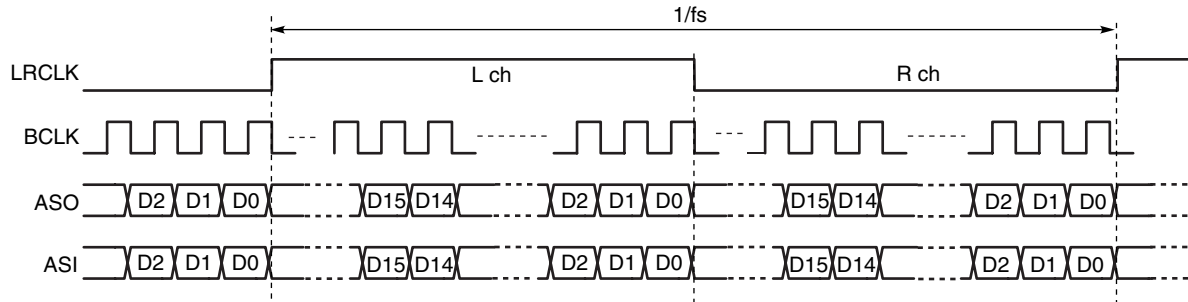 1/fs
LRCLK L ch R ch
BCLK
ASO D2 D1 D0 D15 D14 D2 D1 D0 D15 D14 D2 D1 D0
ASI D2 D1 D0 D15 D14 D2 D1 D0 D15 D14 D2 D1 D0